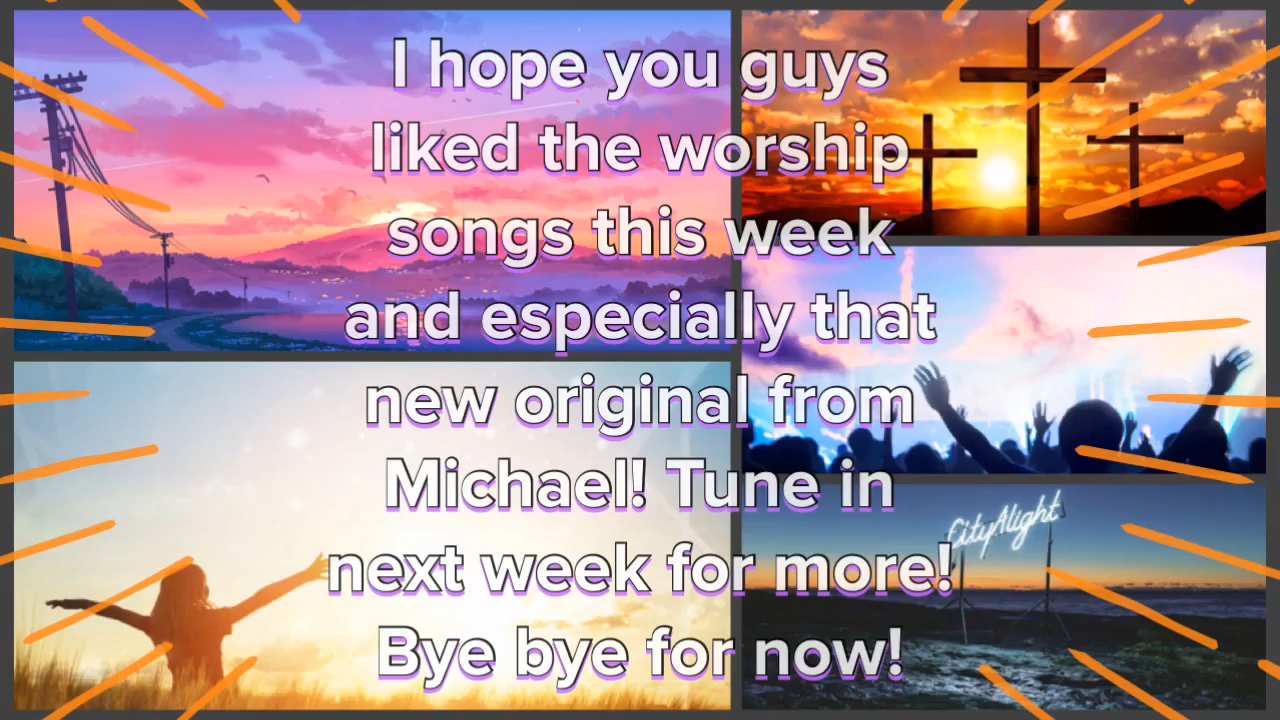 I hope you guys
liked the worship
songs this week
and especially that
new original from
Michael! Tune in
next week for more!
Bye bye for now!
CityAlight